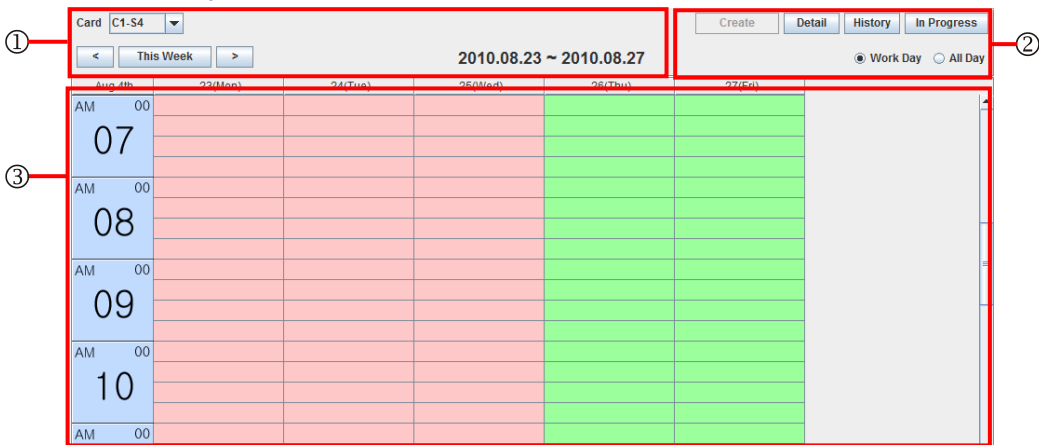 Card C1-S4 Create Detail History In Progress
① ②
< This Week > 2010.08.23 ~ 2010.08.27 Work Day All Day
Aug 4th 23(Mon) 24(Tue) 25(Wed) 26(Thu) 27(Fri)
AM 00
07
③
AM 00
08
AM 00
09
AM 00
10
AM 00